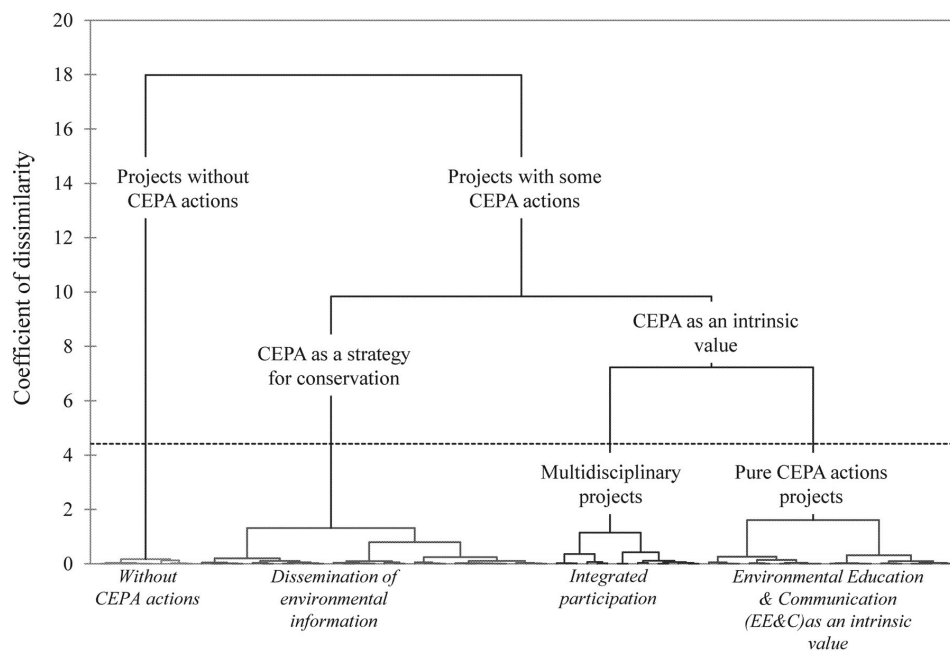 20
18
16
14
12
10
8
6
4
2
0
Coefficient of dissimilarity
Projects without
CEPA actions
Projects with some
CEPA actions
CEPA as a strategy
for conservation
CEPA as an intrinsic
value
Multidisciplinary
projects
Pure CEPA actions
projects
Without
CEPA actions
Dissemination of
environmental
information
Integrated
participation
Environmental Education
& Communication
(EE&C)as an intrinsic
value